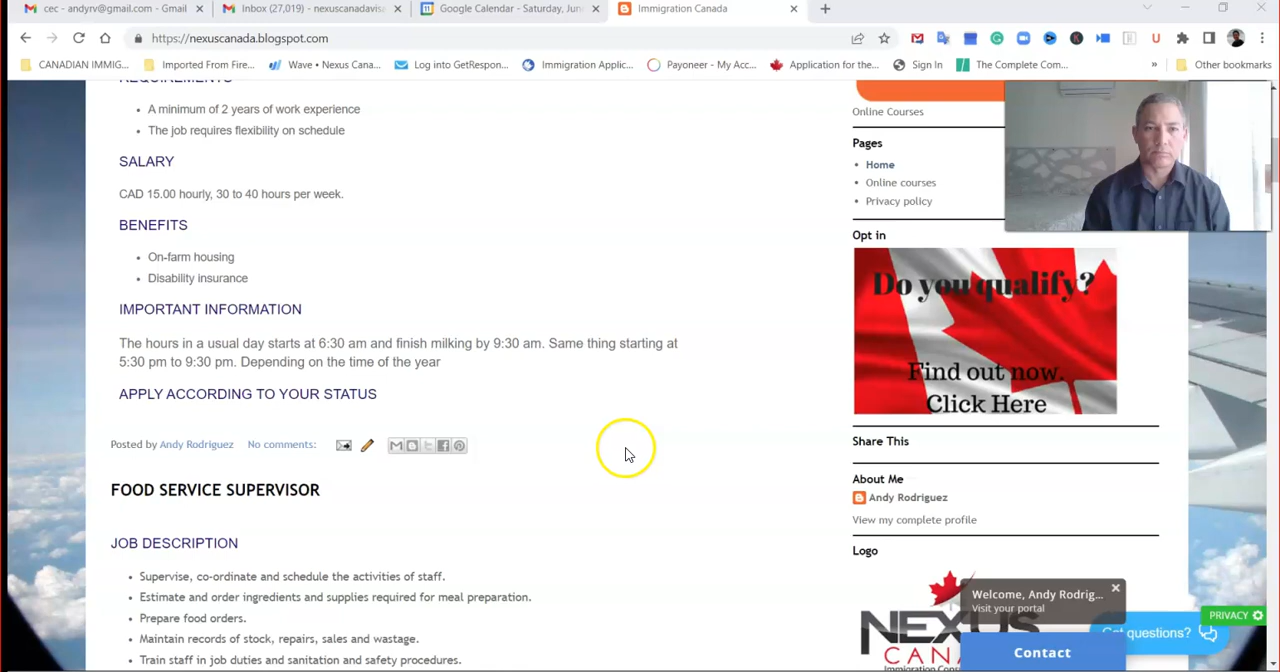 cec - andyrv@gmail.com - Gmail
Inbox (27,019) - nexuscanadavisa
Google Calendar - Saturday, June
Immigration Canada
https://nexuscanada.blogspot.com
CANADIAN IMMIG...
Imported From Fire...
Wave • Nexus Cana...
Log into GetRespon...
Immigration Applic...
Payoneer - My Acc...
Application for the...
Sign In
The Complete Com...
»
Other bookmarks
REQUIREMENTS
• A minimum of 2 years of work experience
• The job requires flexibility on schedule
SALARY
CAD 15.00 hourly, 30 to 40 hours per week.
BENEFITS
• On-farm housing
• Disability insurance
IMPORTANT INFORMATION
The hours in a usual day starts at 6:30 am and finish milking by 9:30 am. Same thing starting at
5:30 pm to 9:30 pm. Depending on the time of the year
APPLY ACCORDING TO YOUR STATUS
Posted by Andy Rodriguez No comments:
FOOD SERVICE SUPERVISOR
JOB DESCRIPTION
• Supervise, co-ordinate and schedule the activities of staff.
• Estimate and order ingredients and supplies required for meal preparation.
• Prepare food orders.
• Maintain records of stock, repairs, sales and wastage.
• Train staff in job duties and sanitation and safety procedures.
Online Courses
Pages
• Home
• Online courses
• Privacy policy
Opt in
Do you qualify?
Find out now.
Click Here
Share This
About Me
Andy Rodriguez
View my complete profile
Logo
NEXUS
CANA
Immigration Cons
Welcome, Andy Rodrig...
Visit your portal
Contact
Got questions?
PRIVACY